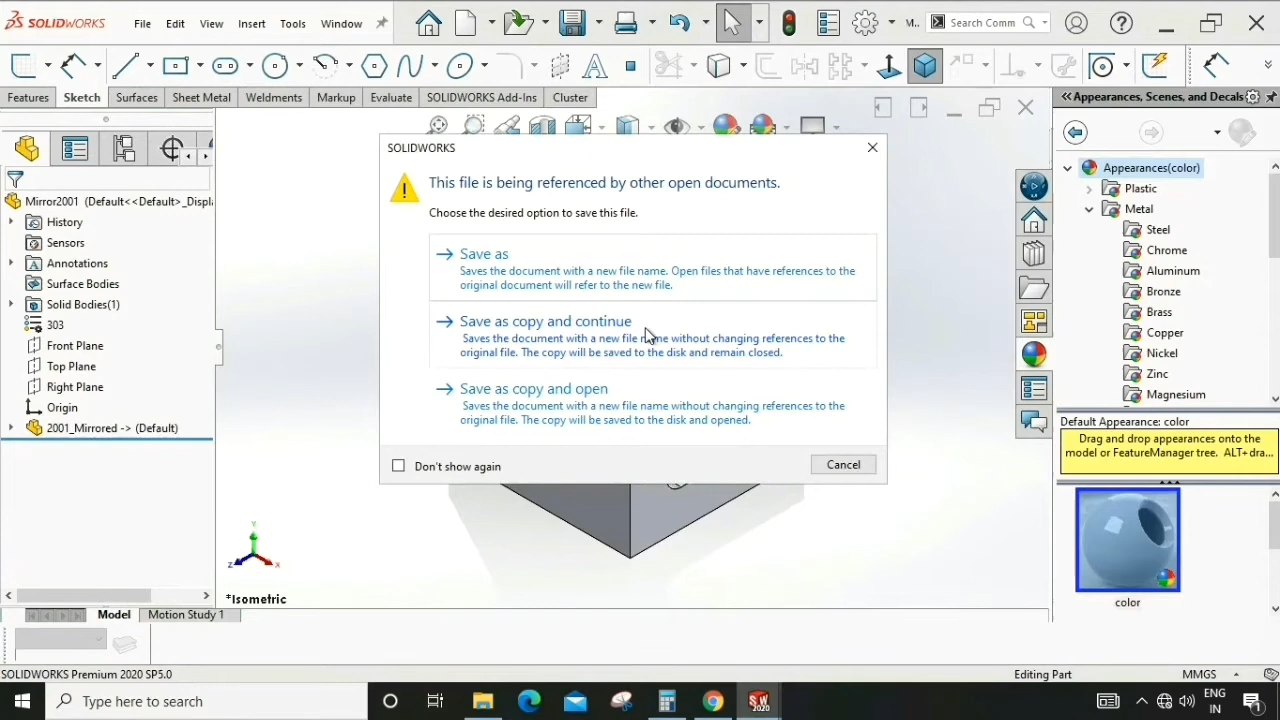 SOLIDWORKS File Edit View Insert Tools Window M.. Search Comm
Features Sketch Surfaces Sheet Metal Weldments Markup Evaluate SOLIDWORKS Add-Ins Cluster
Appearances, Scenes, and Decals
Mirror2001 (Default<<Default>_Displ
History
Sensors
Annotations
Surface Bodies
Solid Bodies(1)
303
Front Plane
Top Plane
Right Plane
Origin
2001_Mirrored -> (Default)
SOLIDWORKS
This file is being referenced by other open documents.
Choose the desired option to save this file.
Save as
Saves the document with a new file name. Open files that have references to the
original document will refer to the new file.
Save as copy and continue
Saves the document with a new file name without changing references to the
original file. The copy will be saved to the disk and remain closed.
Save as copy and open
Saves the document with a new file name without changing references to the
original file. The copy will be saved to the disk and opened.
Don't show again
Cancel
Y
Z
X
*Isometric
Appearances(color)
Plastic
Metal
Steel
Chrome
Aluminum
Bronze
Brass
Copper
Nickel
Zinc
Magnesium
Default Appearance: color
Drag and drop appearances onto the
model or FeatureManager tree. ALT+dra...
color
Model Motion Study 1
SOLIDWORKS Premium 2020 SP5.0 Editing Part MMGS
Type here to search
SW
2020
ENG
IN
1